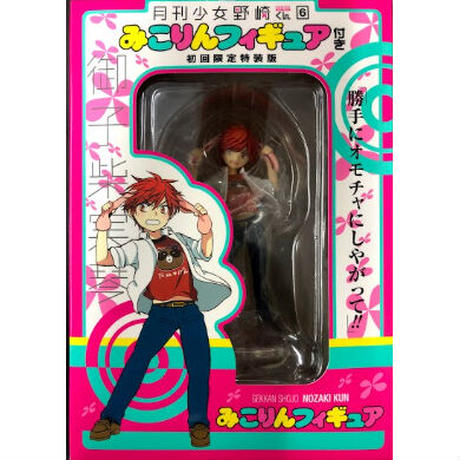 月刊少女野崎くん 6
みこりんフィギュア付き
初回限定特装版
御子柴実琴
勝手にオモチャにしやがって!!
GEKKAN SHOJO NOZAKI KUN
みこりんフィギュア